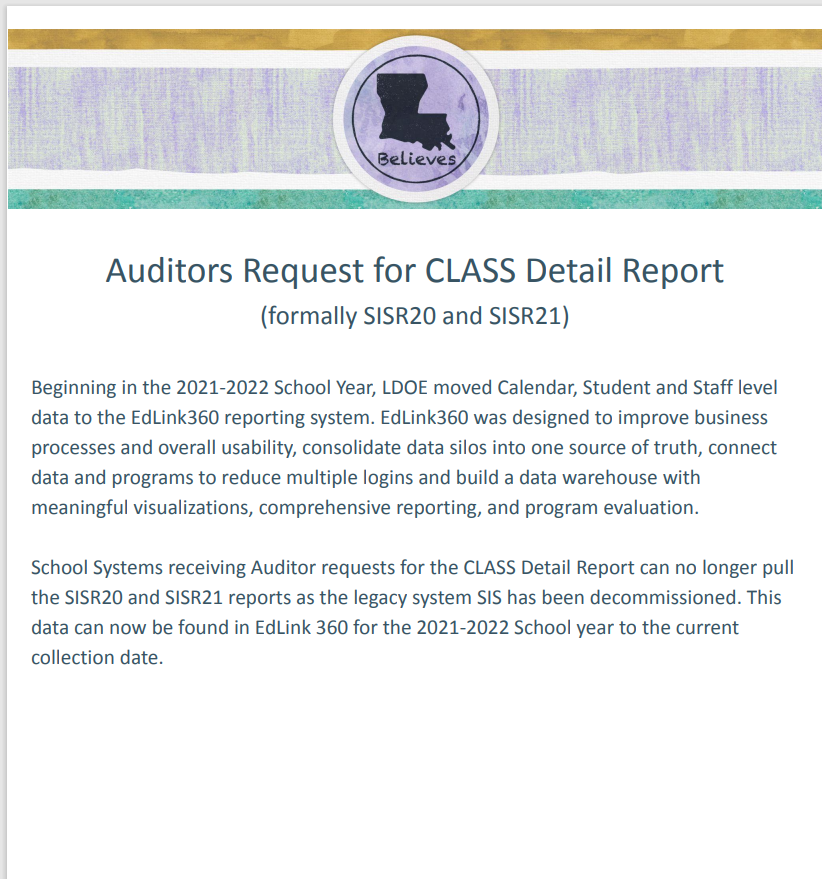 Believes
Auditors Request for CLASS Detail Report
(formally SISR20 and SISR21)
Beginning in the 2021-2022 School Year, LDOE moved Calendar, Student and Staff level
data to the EdLink360 reporting system. EdLink360 was designed to improve business
processes and overall usability, consolidate data silos into one source of truth, connect
data and programs to reduce multiple logins and build a data warehouse with
meaningful visualizations, comprehensive reporting, and program evaluation.
School Systems receiving Auditor requests for the CLASS Detail Report can no longer pull
the SISR20 and SISR21 reports as the legacy system SIS has been decommissioned. This
data can now be found in EdLink 360 for the 2021-2022 School year to the current
collection date.